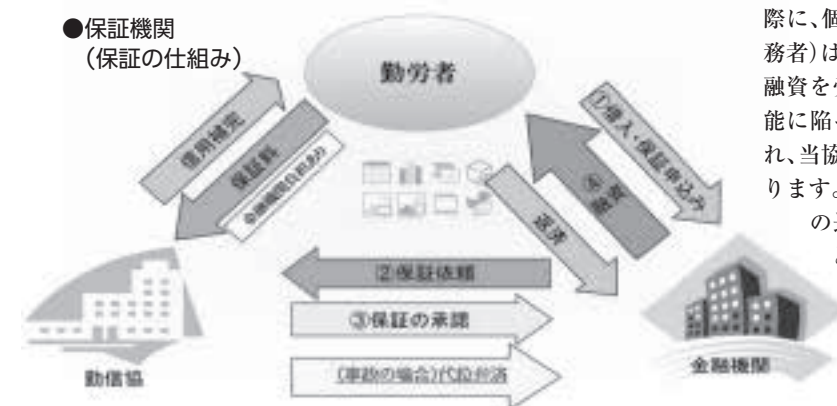 ●保証機関
（保証の仕組み）
勤労者
信用補完
保証料
①借入・保証申込み
④融資
返済
②保証依頼
③保証の承諾
(事故の場合)代位弁済
勤信協
金融機関
際に、個
務者）は
融資を
能に陥
れ、当協
ります。
の